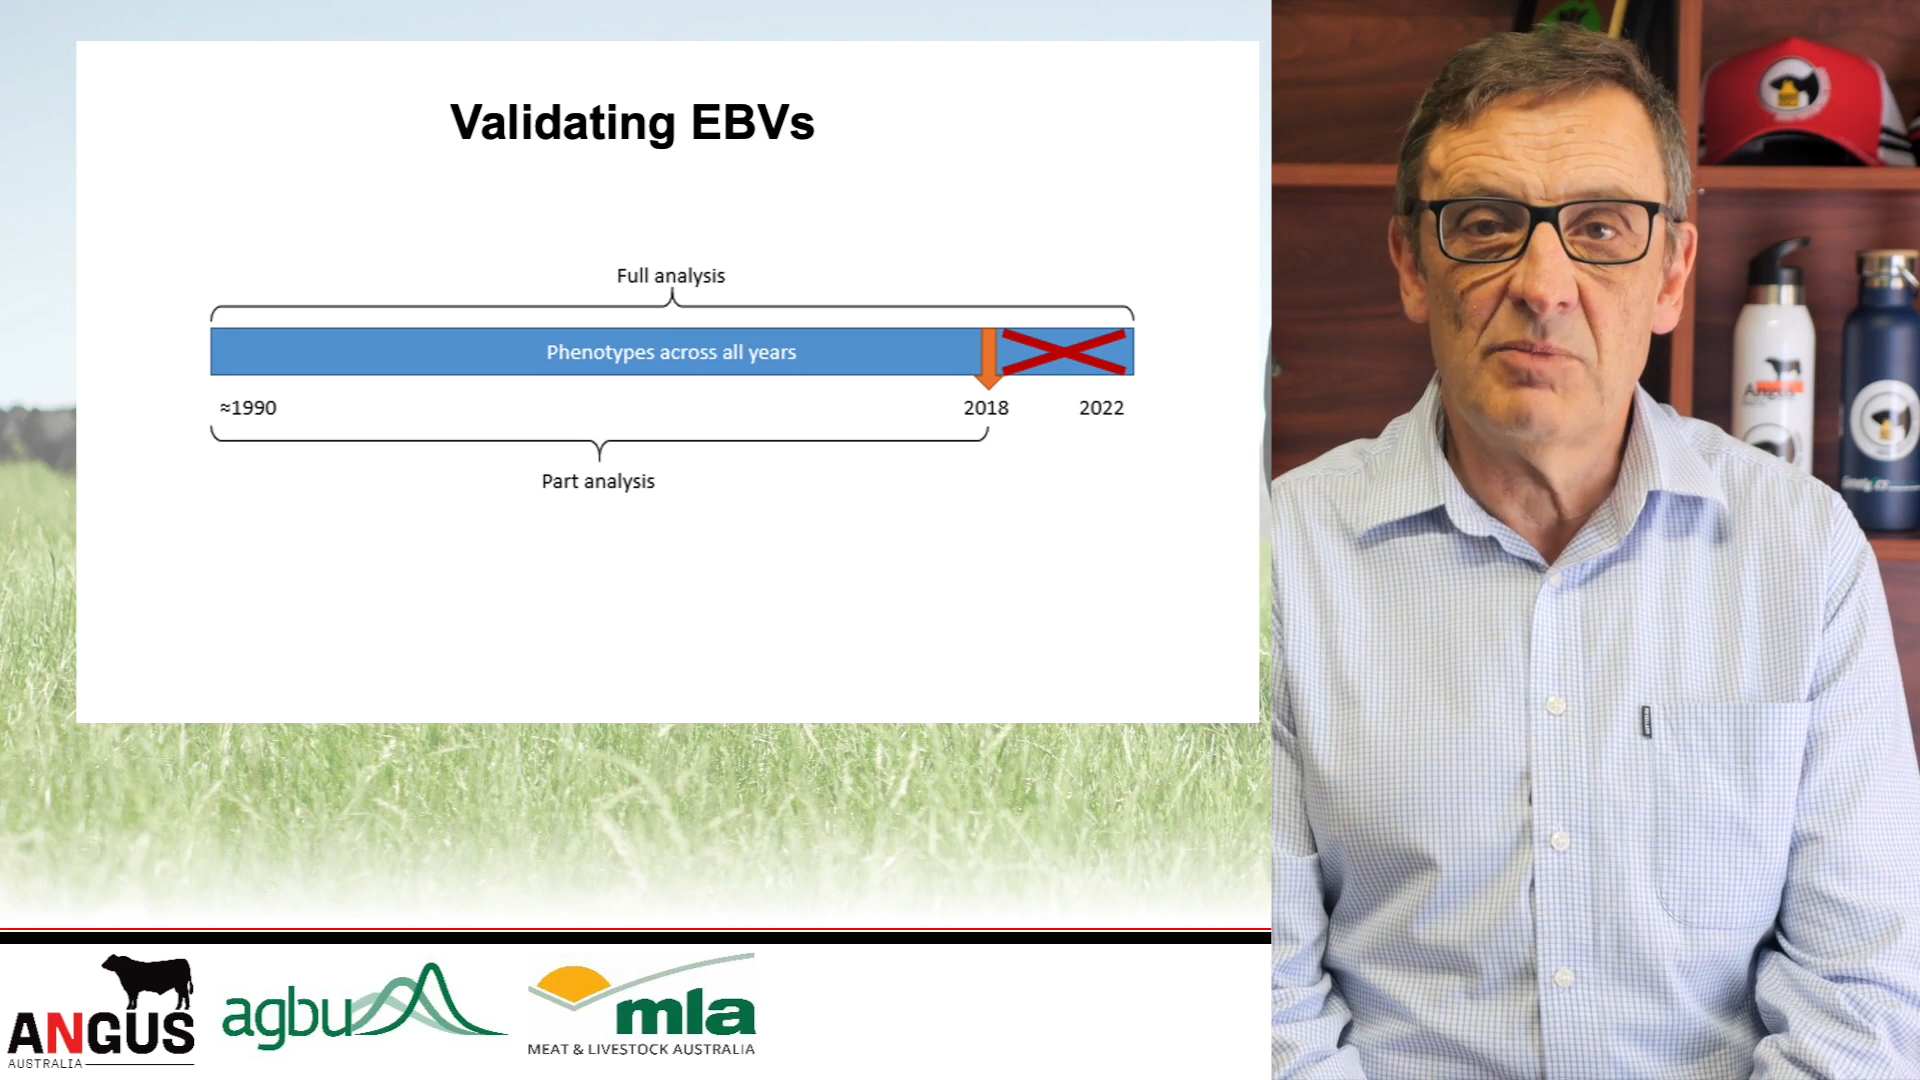 Validating EBVs
Full analysis
Phenotypes across all years
≈1990
2018
2022
Part analysis
ANGUS
AUSTRALIA
agbu
mla
MEAT & LIVESTOCK AUSTRALIA